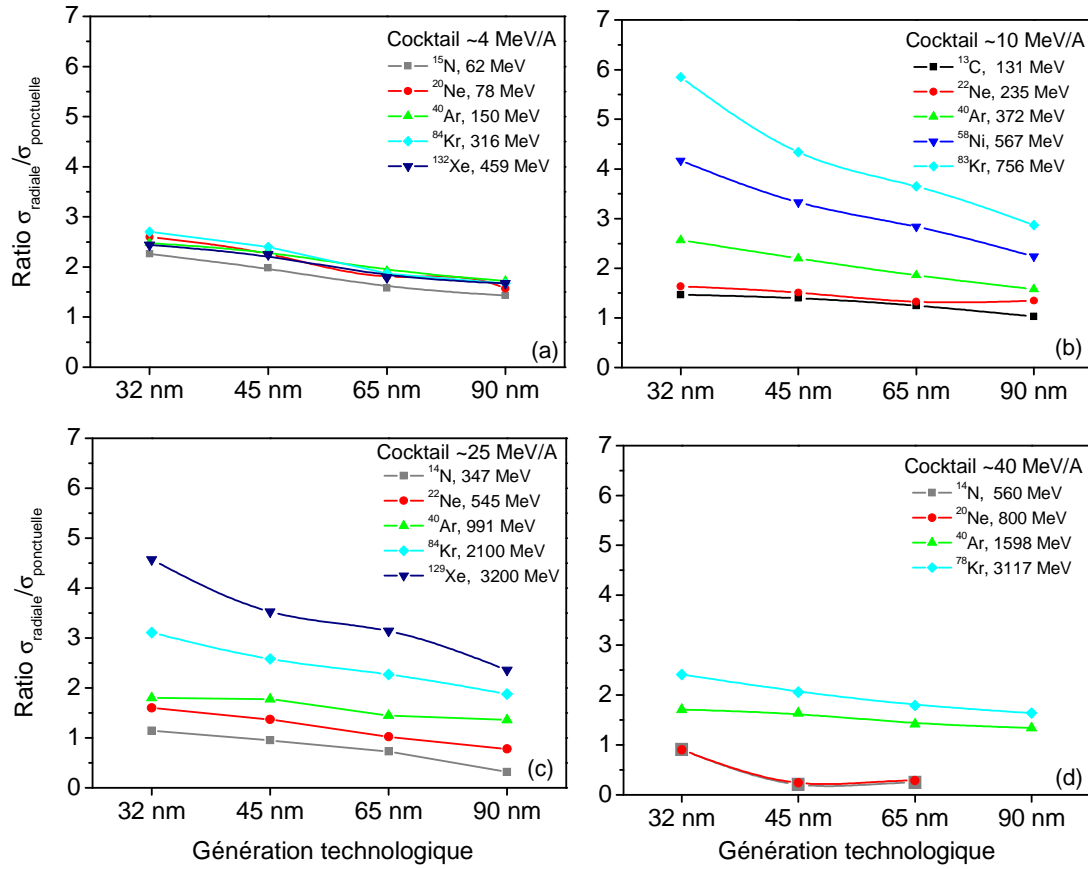 7
6
5
4
3
2
1
0
Ratio σradiale/σponctuelle
Cocktail ~4 MeV/A
15N, 62 MeV
20Ne, 78 MeV
40Ar, 150 MeV
84Kr, 316 MeV
132Xe, 459 MeV
(a)
32 nm 45 nm 65 nm 90 nm
7
6
5
4
3
2
1
0
Cocktail ~10 MeV/A
13C, 131 MeV
22Ne, 235 MeV
40Ar, 372 MeV
58Ni, 567 MeV
83Kr, 756 MeV
(b)
32 nm 45 nm 65 nm 90 nm
7
6
5
4
3
2
1
0
Ratio σradiale/σponctuelle
Cocktail ~25 MeV/A
14N, 347 MeV
22Ne, 545 MeV
40Ar, 991 MeV
84Kr, 2100 MeV
129Xe, 3200 MeV
(c)
32 nm 45 nm 65 nm 90 nm
Génération technologique
7
6
5
4
3
2
1
0
Cocktail ~40 MeV/A
14N, 560 MeV
20Ne, 800 MeV
40Ar, 1598 MeV
78Kr, 3117 MeV
(d)
32 nm 45 nm 65 nm 90 nm
Génération technologique